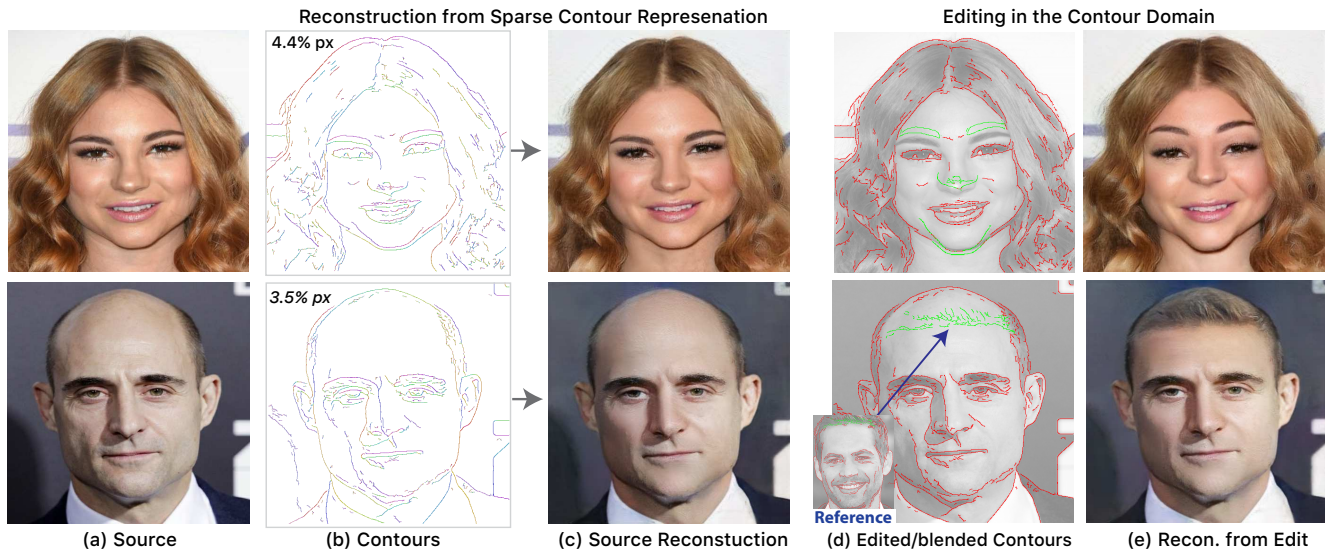 Reconstruction from Sparse Contour Represenation
Editing in the Contour Domain
4.4% px
3.5% px
Reference
(a) Source
(b) Contours
(c) Source Reconstuction
(d) Edited/blended Contours
(e) Recon. from Edit